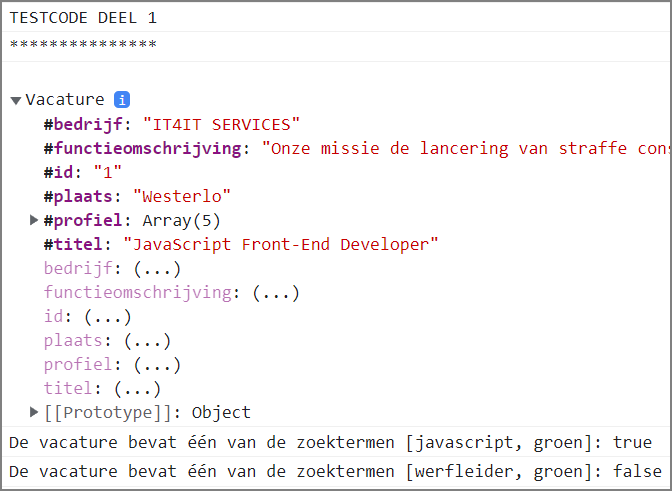 TESTCODE DEEL 1
***************
▼Vacature i
#bedrijf: "IT4IT SERVICES"
#functieomschrijving: "Onze missie de lancering van straffe cons
#id: "1"
#plaats: "Westerlo"
▶#profiel: Array(5)
#titel: "JavaScript Front-End Developer"
bedrijf: (...)
functieomschrijving: (...)
id: (...)
plaats: (...)
profiel: (...)
titel: (...)
▶[[Prototype]]: Object
De vacature bevat één van de zoektermen [javascript, groen]: true
De vacature bevat één van de zoektermen [werfleider, groen]: false